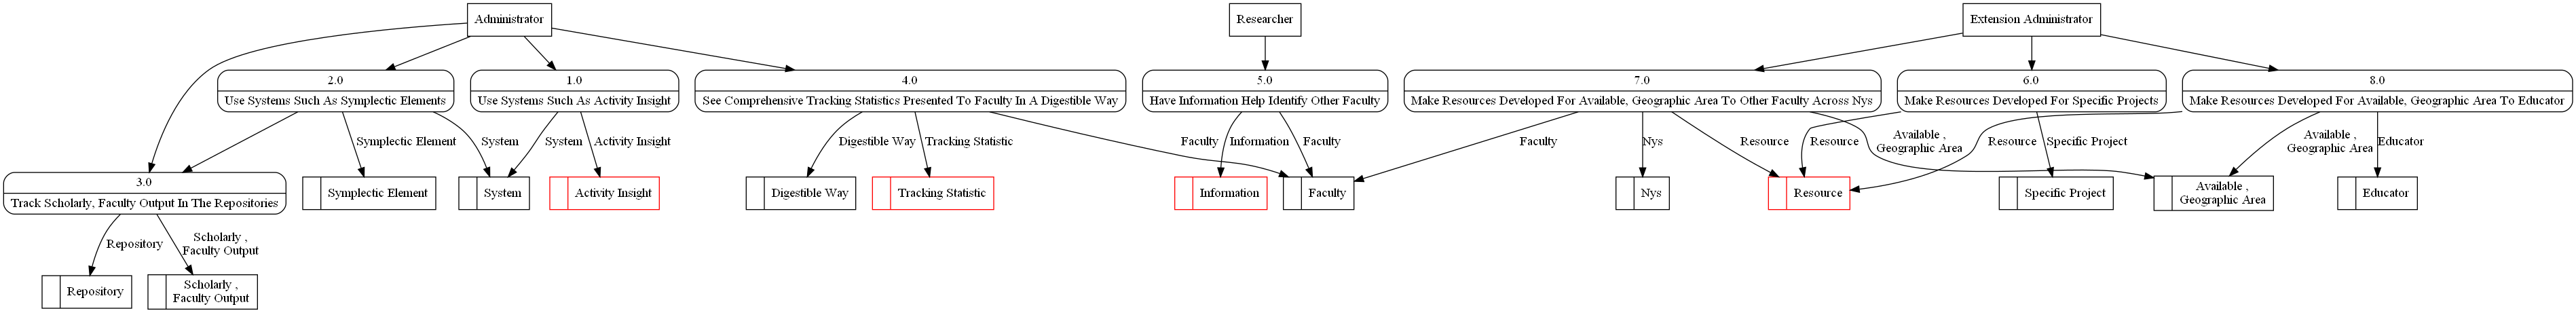 Administrator
Researcher
Extension Administrator
2.0
Use Systems Such As Symplectic Elements
1.0
Use Systems Such As Activity Insight
4.0
See Comprehensive Tracking Statistics Presented To Faculty In A Digestible Way
5.0
Have Information Help Identify Other Faculty
7.0
Make Resources Developed For Available, Geographic Area To Other Faculty Across Nys
6.0
Make Resources Developed For Specific Projects
8.0
Make Resources Developed For Available, Geographic Area To Educator
Symplectic Element
System
System
Activity Insight
Digestible Way
Tracking Statistic
Faculty
Information
Faculty
Faculty
Nys
Resource
Available ,
Geographic Area
Resource
Specific Project
Resource
Available ,
Geographic Area
Educator
3.0
Track Scholarly, Faculty Output In The Repositories
Symplectic Element
System
Activity Insight
Digestible Way
Tracking Statistic
Information
Faculty
Nys
Resource
Specific Project
Available ,
Geographic Area
Educator
Repository
Scholarly ,
Faculty Output
Repository
Scholarly ,
Faculty Output